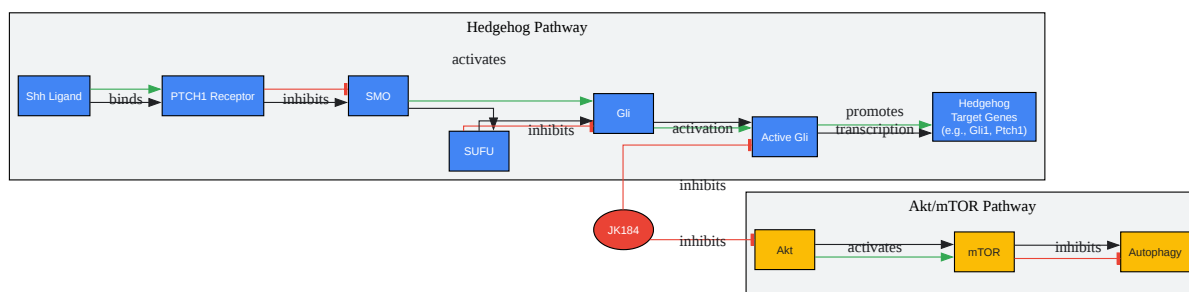 Hedgehog Pathway
activates
Shh Ligand
binds
PTCH1 Receptor
inhibits
SMO
SUFU
inhibits
Gli
activation
Active Gli
promotes
transcription
Hedgehog
Target Genes
(e.g., Gli1, Ptch1)
inhibits
JK184
inhibits
Akt/mTOR Pathway
Akt
activates
mTOR
inhibits
Autophagy